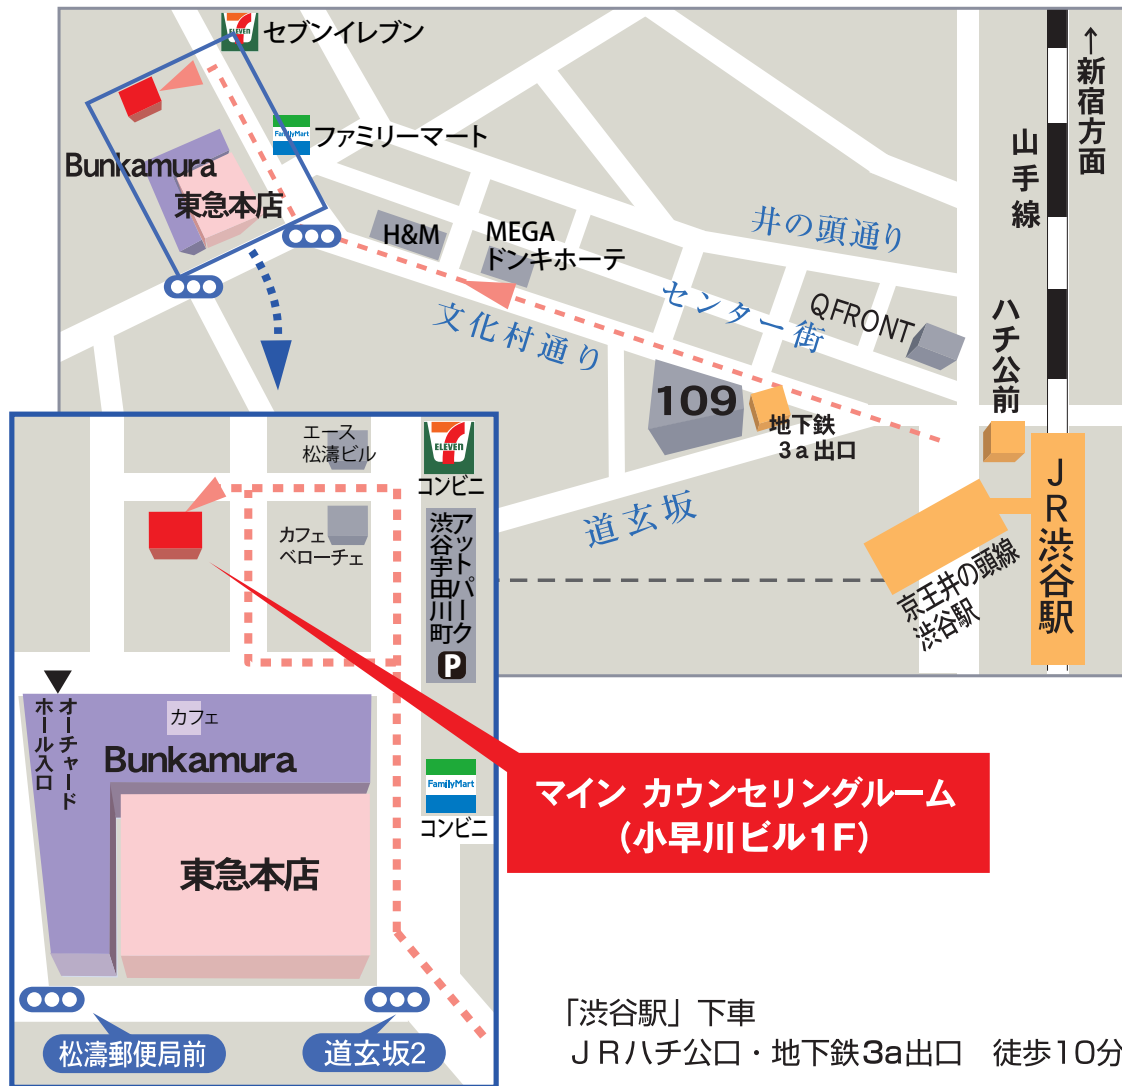 セブンイレブン
ファミリーマート
FamilyMart
ELEVEN
Bunkamura
東急本店
H&M
MEGA
ドンキホーテ
井の頭通り
センター街
文化村通り
QFRONT
109
地下鉄
3a出口
道玄坂
ハチ公前
山手線
↑新宿方面
JR渋谷駅
京王井の頭線
渋谷駅
エース
松濤ビル
ELEVEN
コンビニ
カフェ
ベローチェ
アットパーク
渋谷宇田川町
P
オーチャード
ホール入口
カフェ
Bunkamura
東急本店
FamilyMart
コンビニ
マイン カウンセリングルーム
(小早川ビル1F)
松濤郵便局前
道玄坂2
「渋谷駅」下車
JRハチ公口・地下鉄3a出口 徒歩10分